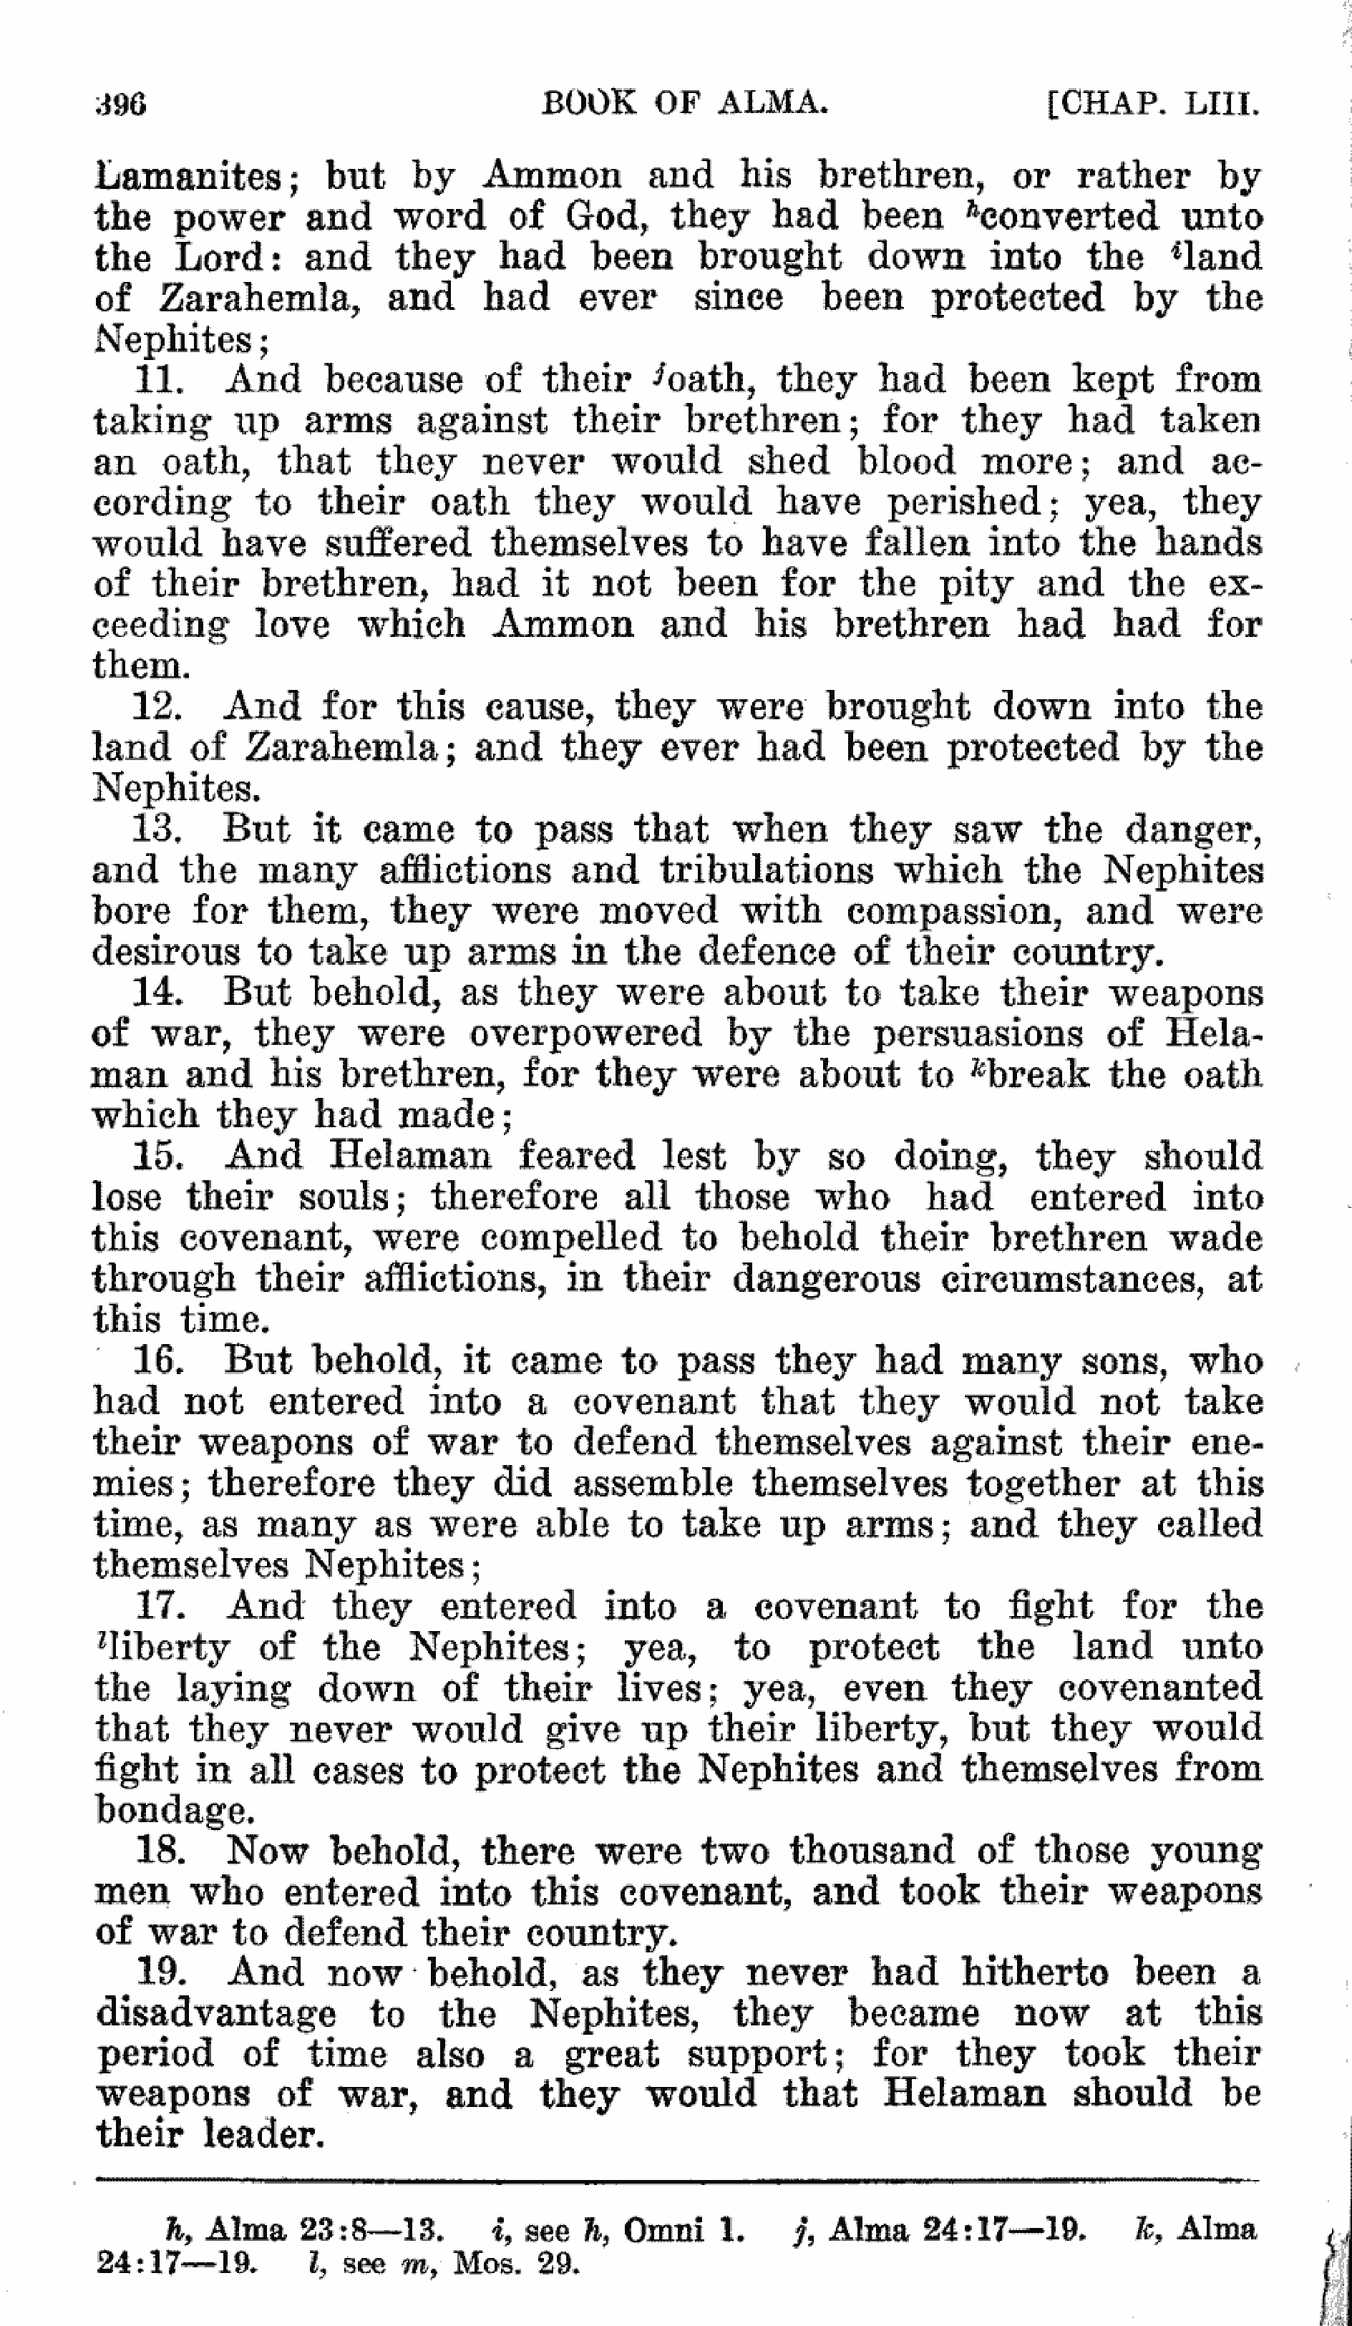 396 BOOK OF ALMA. [CHAP. LIII.
Lamanites; but by Ammon and his brethren, or rather by
the power and word of God, they had been hconverted unto
the Lord: and they had been brought down into the iland
of Zarahemla, and had ever since been protected by the
Nephites;
11. And because of their joath, they had been kept from
taking up arms against their brethren; for they had taken
an oath, that they never would shed blood more; and ac-
cording to their oath they would have perished; yea, they
would have suffered themselves to have fallen into the hands
of their brethren, had it not been for the pity and the ex-
ceeding love which Ammon and his brethren had had for
them.
12. And for this cause, they were brought down into the
land of Zarahemla; and they ever had been protected by the
Nephites.
13. But it came to pass that when they saw the danger,
and the many afflictions and tribulations which the Nephites
bore for them, they were moved with compassion, and were
desirous to take up arms in the defence of their country.
14. But behold, as they were about to take their weapons
of war, they were overpowered by the persuasions of Hela-
man and his brethren, for they were about to kbreak the oath
which they had made;
15. And Helaman feared lest by so doing, they should
lose their souls; therefore all those who had entered into
this covenant, were compelled to behold their brethren wade
through their afflictions, in their dangerous circumstances, at
this time.
16. But behold, it came to pass they had many sons, who
had not entered into a covenant that they would not take
their weapons of war to defend themselves against their ene-
mies; therefore they did assemble themselves together at this
time, as many as were able to take up arms; and they called
themselves Nephites;
17. And they entered into a covenant to fight for the
lliberty of the Nephites; yea, to protect the land unto
the laying down of their lives; yea, even they covenanted
that they never would give up their liberty, but they would
fight in all cases to protect the Nephites and themselves from
bondage.
18. Now behold, there were two thousand of those young
men who entered into this covenant, and took their weapons
of war to defend their country.
19. And now behold, as they never had hitherto been a
disadvantage to the Nephites, they became now at this
period of time also a great support; for they took their
weapons of war, and they would that Helaman should be
their leader.
h, Alma 23:8—13. i, see h, Omni 1. j, Alma 24:17—19. k, Alma
24:17—19. l, see m, Mos. 29.